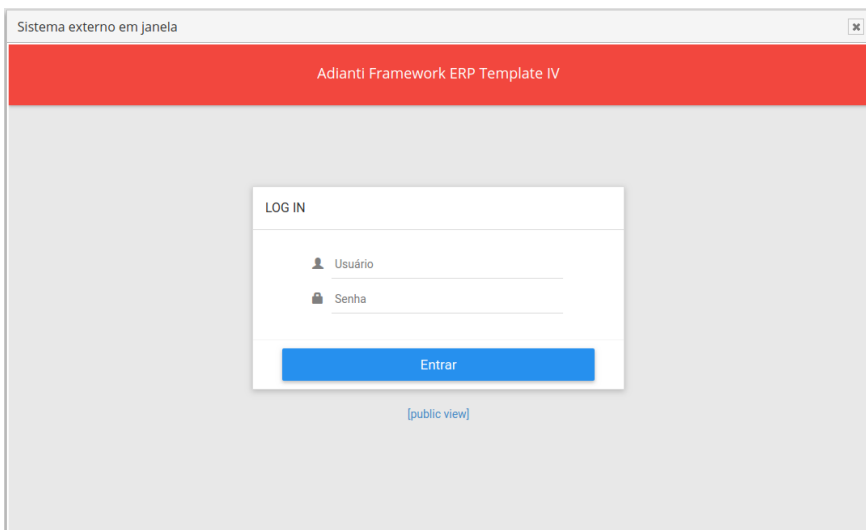 Sistema externo em janela
Adianti Framework ERP Template IV
LOG IN
Usuário
Senha
Entrar
[public view]